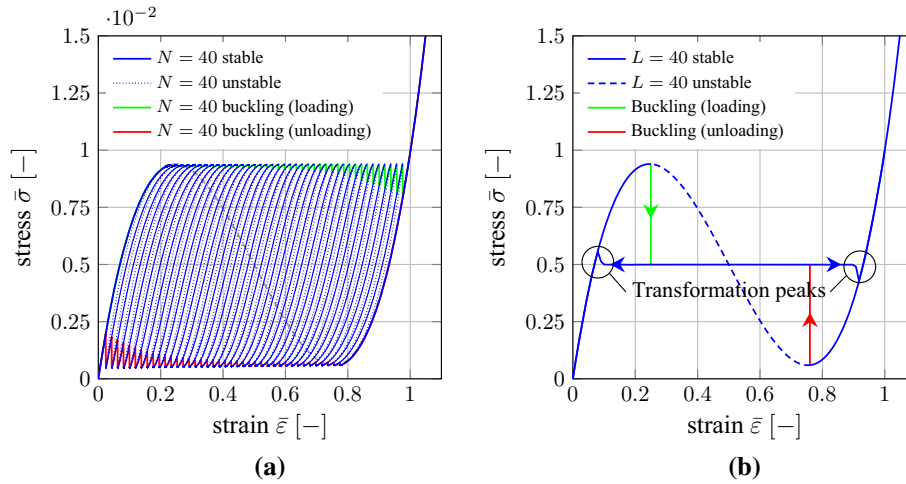 ·10⁻²
1.5
1.25
1
0.75
0.5
0.25
0
0 0.2 0.4 0.6 0.8 1
stress σ̄ [−]
strain ε̄ [−]
N = 40 stable
N = 40 unstable
N = 40 buckling (loading)
N = 40 buckling (unloading)
(a)
1.5
1.25
1
0.75
0.5
0.25
0
0 0.2 0.4 0.6 0.8 1
stress σ̄ [−]
strain ε̄ [−]
L = 40 stable
L = 40 unstable
Buckling (loading)
Buckling (unloading)
Transformation peaks
(b)